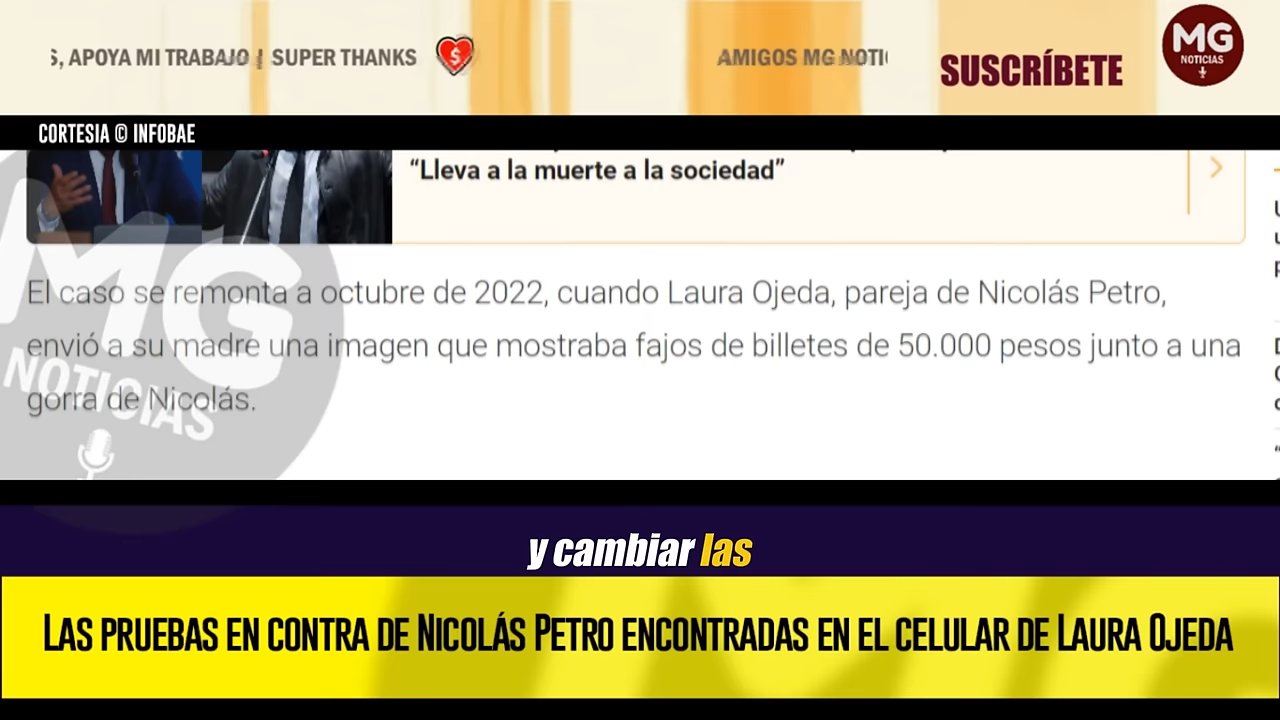 S, APOYA MI TRABAJO
SUPER THANKS
AMIGOS MG NOTI
SUSCRÍBETE
MG
NOTICIAS
CORTESIA © INFOBAE
“Lleva a la muerte a la sociedad”
El caso se remonta a octubre de 2022, cuando Laura Ojeda, pareja de Nicolás Petro,
envió a su madre una imagen que mostraba fajos de billetes de 50.000 pesos junto a una
gorra de Nicolás.
MG
NOTICIAS
y cambiar las
LAS PRUEBAS EN CONTRA DE NICOLÁS PETRO ENCONTRADAS EN EL CELULAR DE LAURA OJEDA